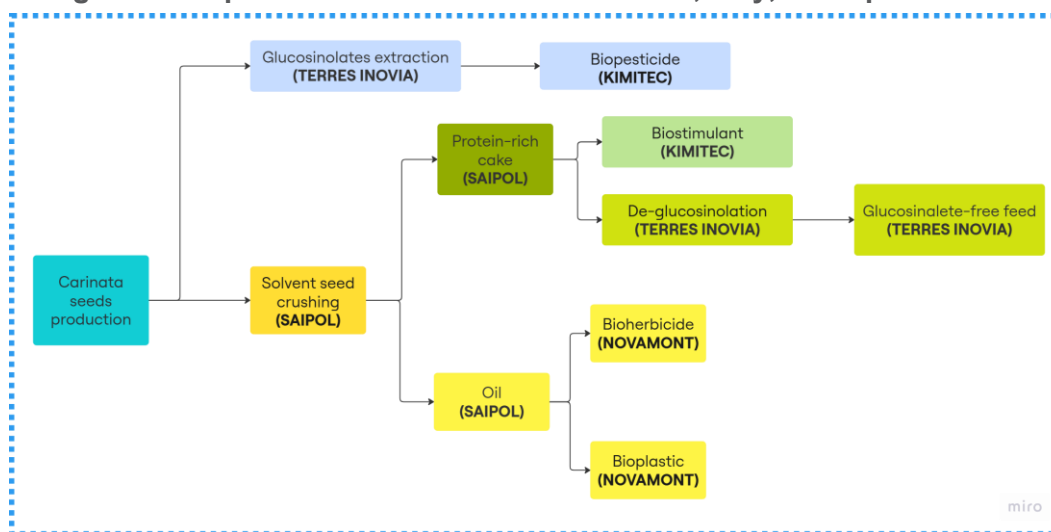 Glucosinolates extraction
(TERRES INOVIA)
Biopesticide
(KIMITEC)
Protein-rich
cake
(SAIPOL)
Biostimulant
(KIMITEC)
De-glucosinolation
(TERRES INOVIA)
Glucosinalete-free feed
(TERRES INOVIA)
Carinata
seeds
production
Solvent seed
crushing
(SAIPOL)
Bioherbicide
(NOVAMONT)
Oil
(SAIPOL)
Bioplastic
(NOVAMONT)
miro